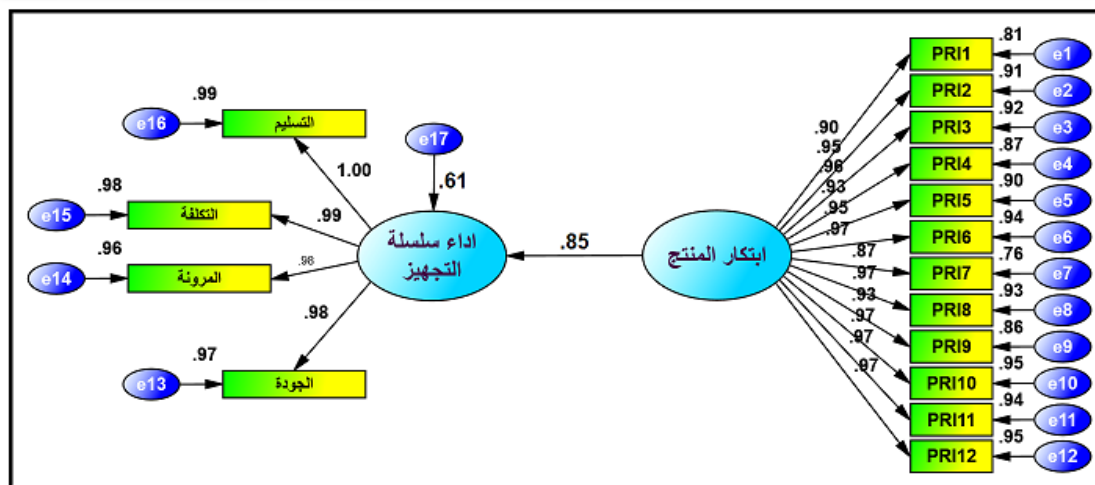 .81
PRI1
e1
.91
PRI2
e2
.92
PRI3
e3
.87
PRI4
e4
.90
PRI5
e5
.94
PRI6
e6
.76
PRI7
e7
.93
PRI8
e8
.86
PRI9
e9
.95
PRI10
e10
.94
PRI11
e11
.95
PRI12
e12
.90
.95
.96
.93
.95
.97
.87
.97
.93
.97
.97
.97
ابتكار المنتج
.85
e17
.61
اداء سلسلة
التجهيز
1.00
.99
.98
.98
.99
التسليم
e16
.98
التكلفة
e15
.96
المرونة
e14
.97
الجودة
e13